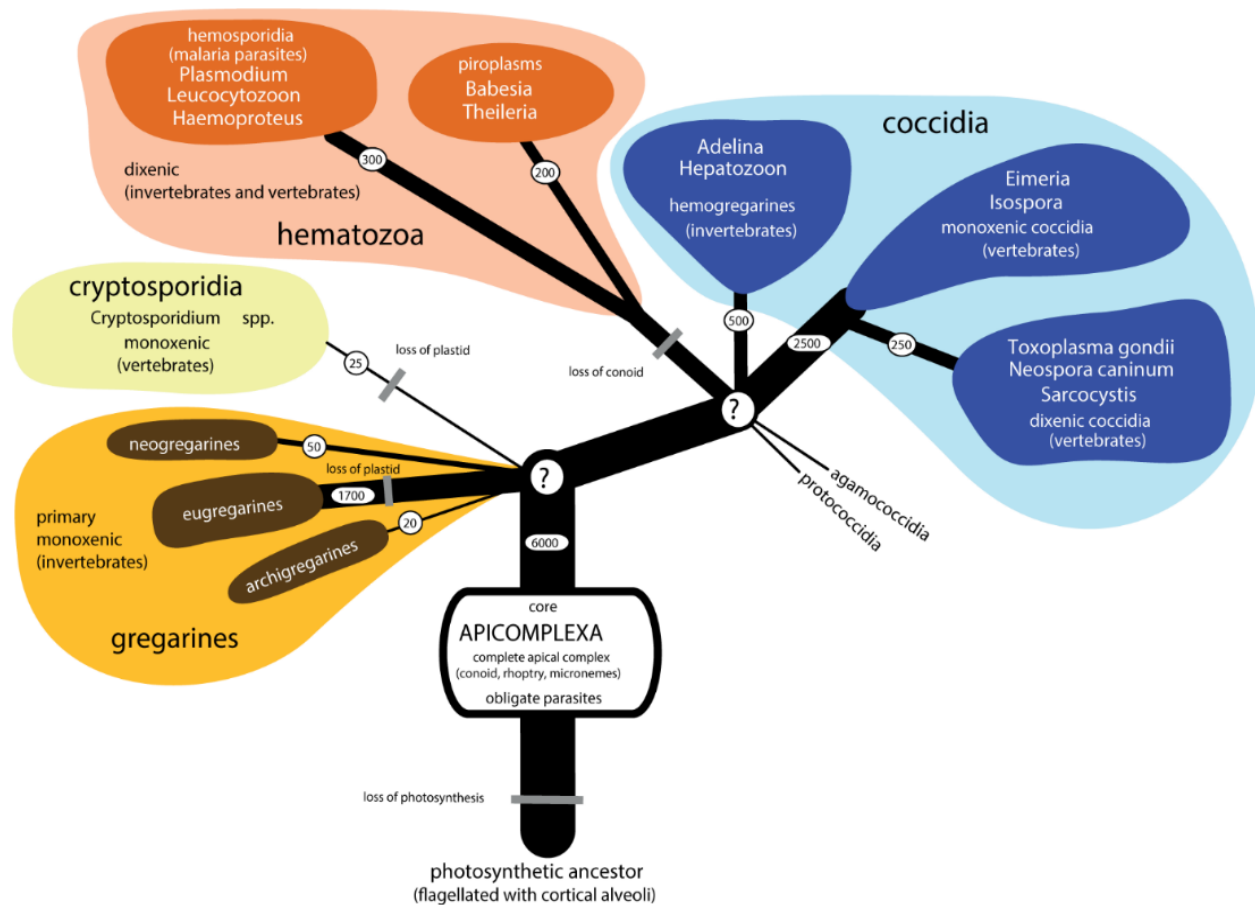 hemosporidia
(malaria parasites)
Plasmodium
Leucocytozoon
Haemoproteus
piroplasms
Babesia
Theileria
300
200
dixenic
(invertebrates and vertebrates)
hematozoa
coccidia
Adelina
Hepatozoon
hemogregarines
(invertebrates)
Eimeria
Isospora
monoxenic coccidia
(vertebrates)
500
2500
250
Toxoplasma gondii
Neospora caninum
Sarcocystis
dixenic coccidia
(vertebrates)
cryptosporidia
Cryptosporidium spp.
monoxenic
(vertebrates)
25
loss of plastid
loss of conoid
?
agamococcidia
protococcidia
neogregarines
50
loss of plastid
eugregarines
1700
archigregarines
20
primary
monoxenic
(invertebrates)
gregarines
?
6000
core
APICOMPLEXA
complete apical complex
(conoid, rhoptry, micronemes)
obligate parasites
loss of photosynthesis
photosynthetic ancestor
(flagellated with cortical alveoli)